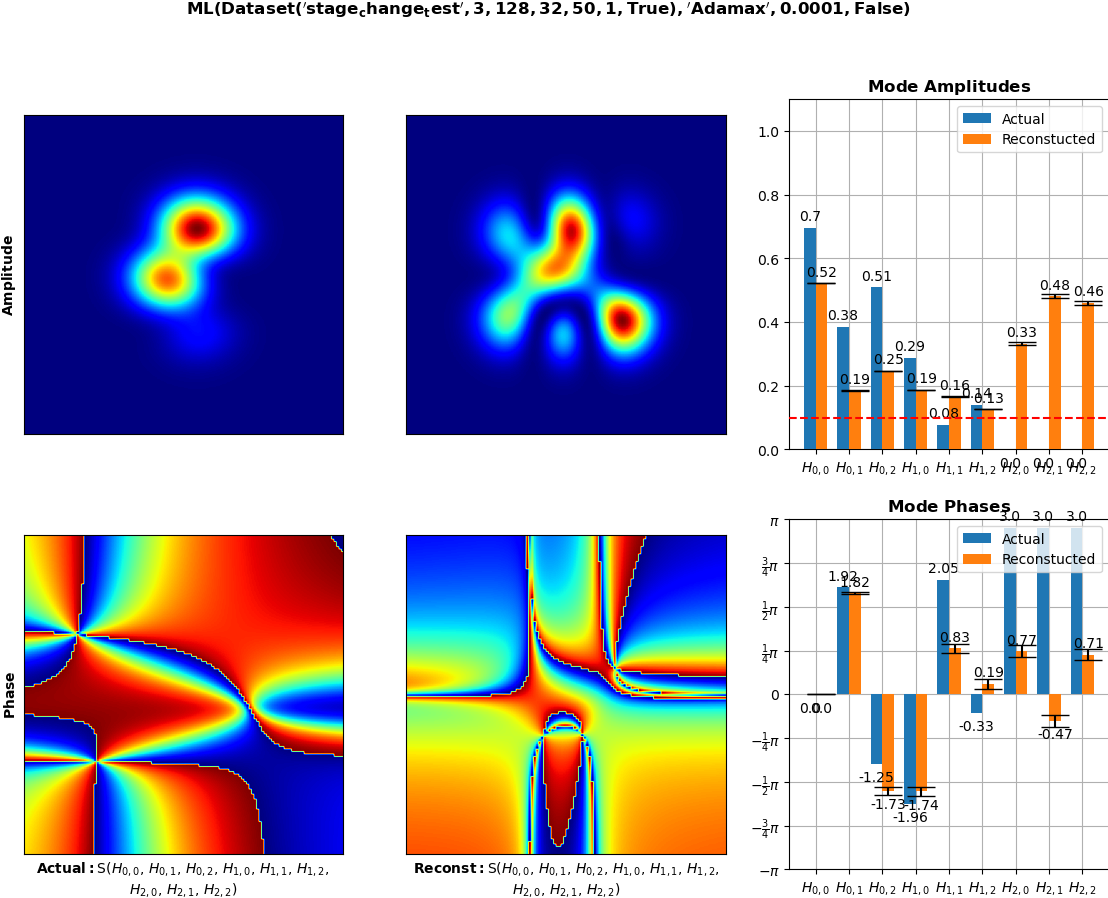 ML(Dataset('stage_change_test', 3, 128, 32, 50, 1, True), 'Adamax', 0.0001, False)
Amplitude
Mode Amplitudes
Actual
Reconstucted
1.0
0.8
0.6
0.4
0.2
0.0
0.7
0.52
0.38
0.19
0.51
0.25
0.29
0.19
0.08
0.16
0.14
0.13
0.0
0.33
0.0
0.48
0.0
0.46
H0,0 H0,1 H0,2 H1,0 H1,1 H1,2 H2,0 H2,1 H2,2
Phase
Mode Phases
Actual
Reconstucted
π
3/4π
1/2π
1/4π
0
−1/4π
−1/2π
−3/4π
−π
0.0
0.0
1.92
1.82
-1.25
-1.73
-1.96
-1.74
2.05
0.83
-0.33
0.19
3.0
0.77
3.0
-0.47
3.0
0.71
H0,0 H0,1 H0,2 H1,0 H1,1 H1,2 H2,0 H2,1 H2,2
Actual: S(H0,0, H0,1, H0,2, H1,0, H1,1, H1,2,
H2,0, H2,1, H2,2)
Reconst: S(H0,0, H0,1, H0,2, H1,0, H1,1, H1,2,
H2,0, H2,1, H2,2)